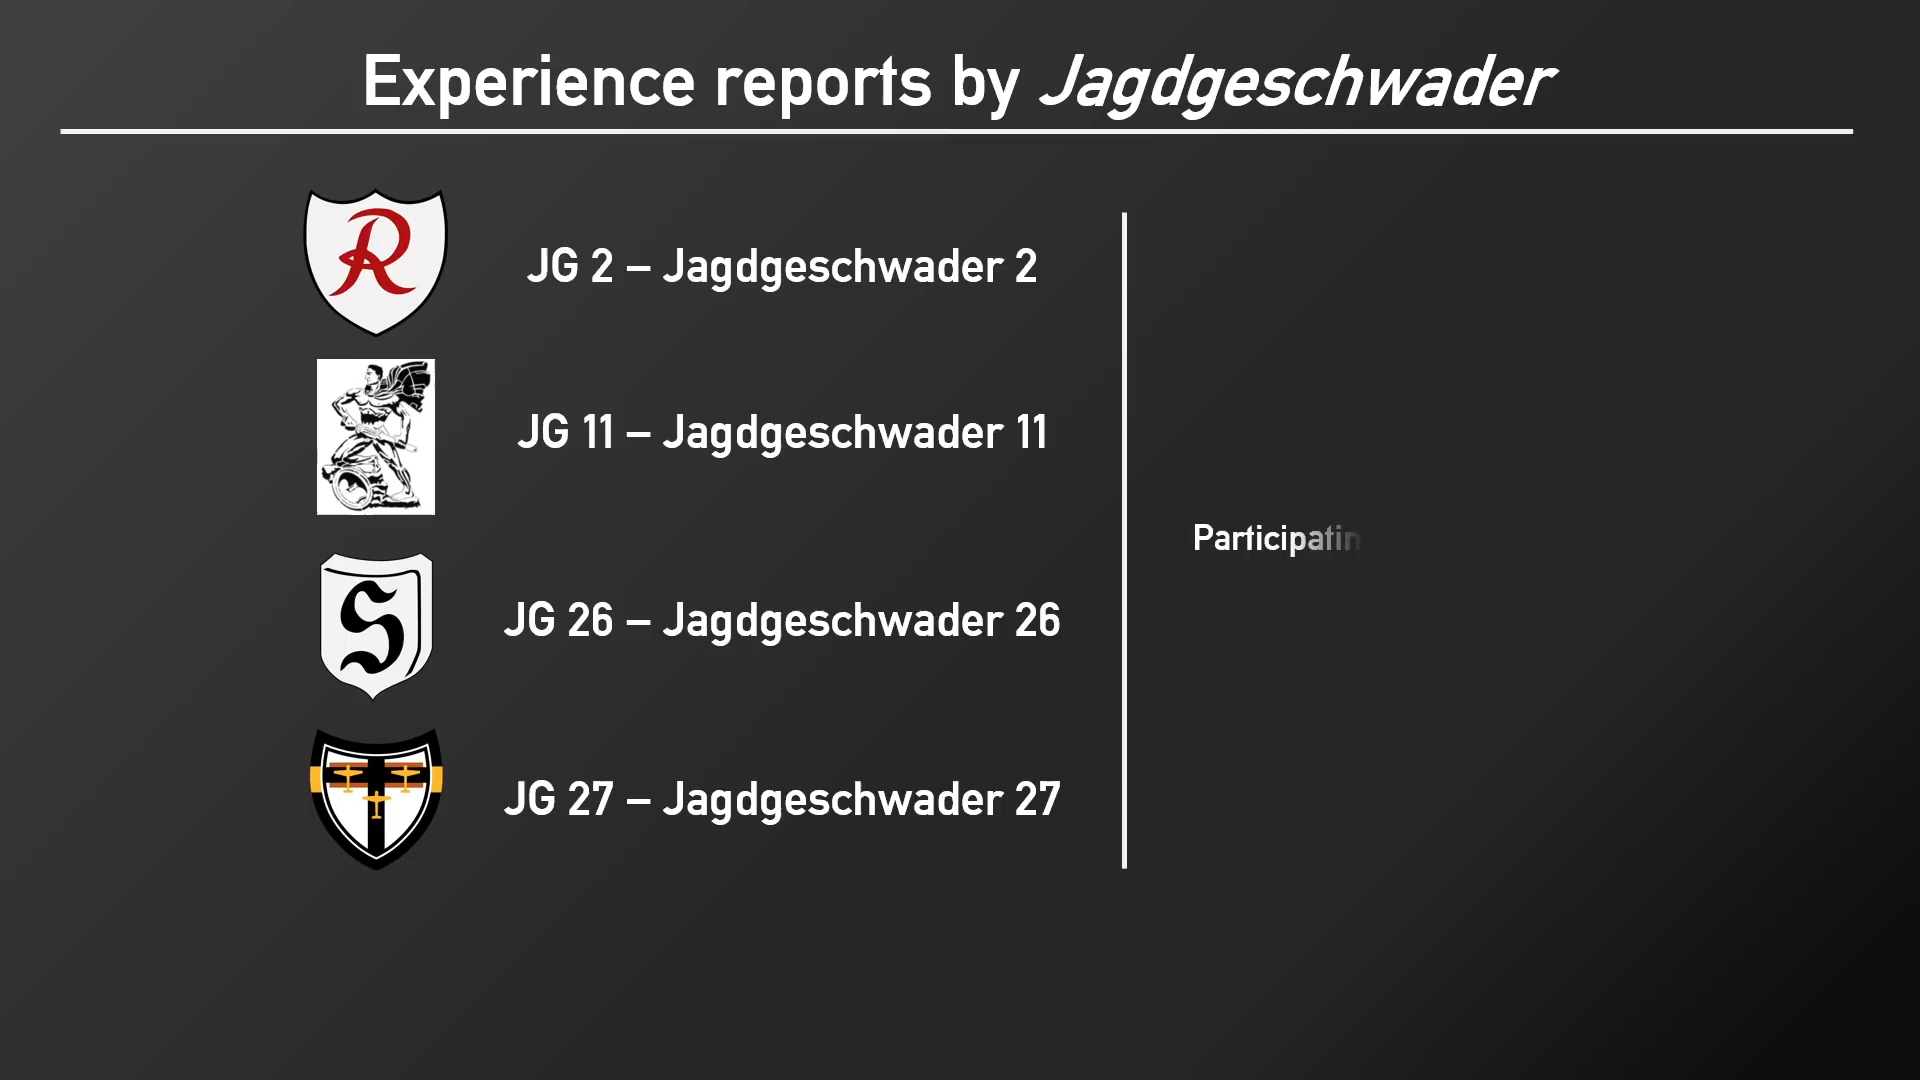 Experience reports by Jagdgeschwader
R
JG 2 – Jagdgeschwader 2
JG 11 – Jagdgeschwader 11
S
JG 26 – Jagdgeschwader 26
JG 27 – Jagdgeschwader 27
Participatin